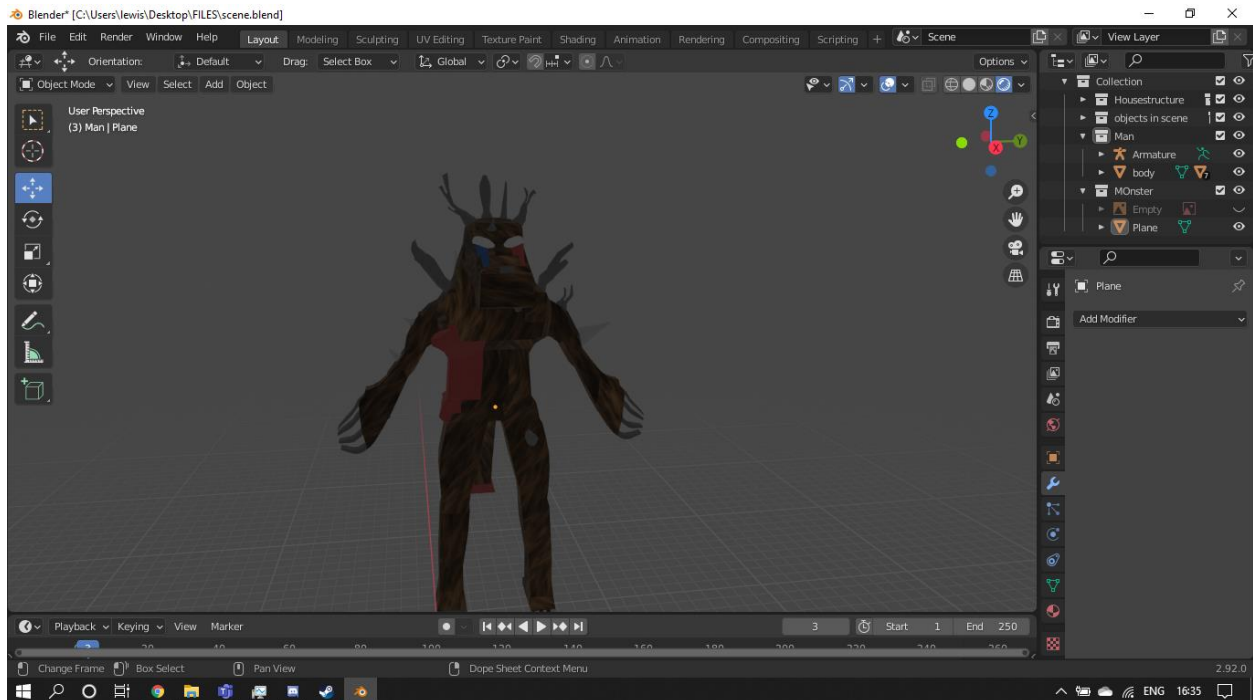 Blender* [C:\Users\lewis\Desktop\FILES\scene.blend]
File Edit Render Window Help Layout Modeling Sculpting UV Editing Texture Paint Shading Animation Rendering Compositing Scripting + Scene View Layer
Orientation: Default Drag: Select Box Global Options
Object Mode View Select Add Object
User Perspective
(3) Man | Plane
Z
Y
X
Collection
Housestructure
objects in scene
Man
Armature
body 7
MOnster
Empty
Plane
Plane
Add Modifier
Playback Keying View Marker 3 Start 1 End 250
Change Frame Box Select Pan View Dope Sheet Context Menu 2.92.0
ENG 16:35